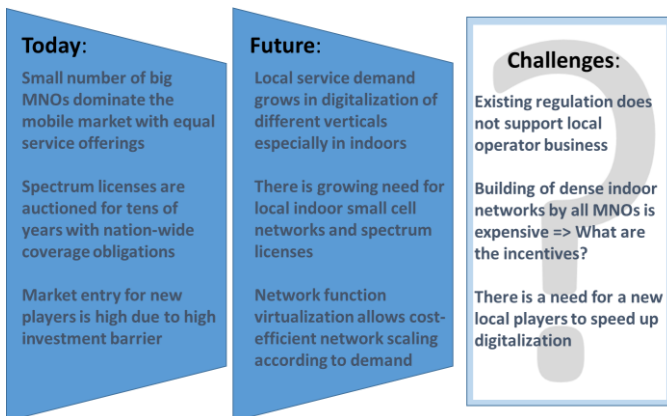 Today:
Small number of big
MNOs dominate the
mobile market with equal
service offerings
Spectrum licenses are
auctioned for tens of
years with nation-wide
coverage obligations
Market entry for new
players is high due to high
investment barrier
Future:
Local service demand
grows in digitalization of
different verticals
especially in indoors
There is growing need for
local indoor small cell
networks and spectrum
licenses
Network function
virtualization allows cost-
efficient network scaling
according to demand
?
Challenges:
Existing regulation does
not support local
operator business
Building of dense indoor
networks by all MNOs is
expensive => What are
the incentives?
There is a need for a new
local players to speed up
digitalization